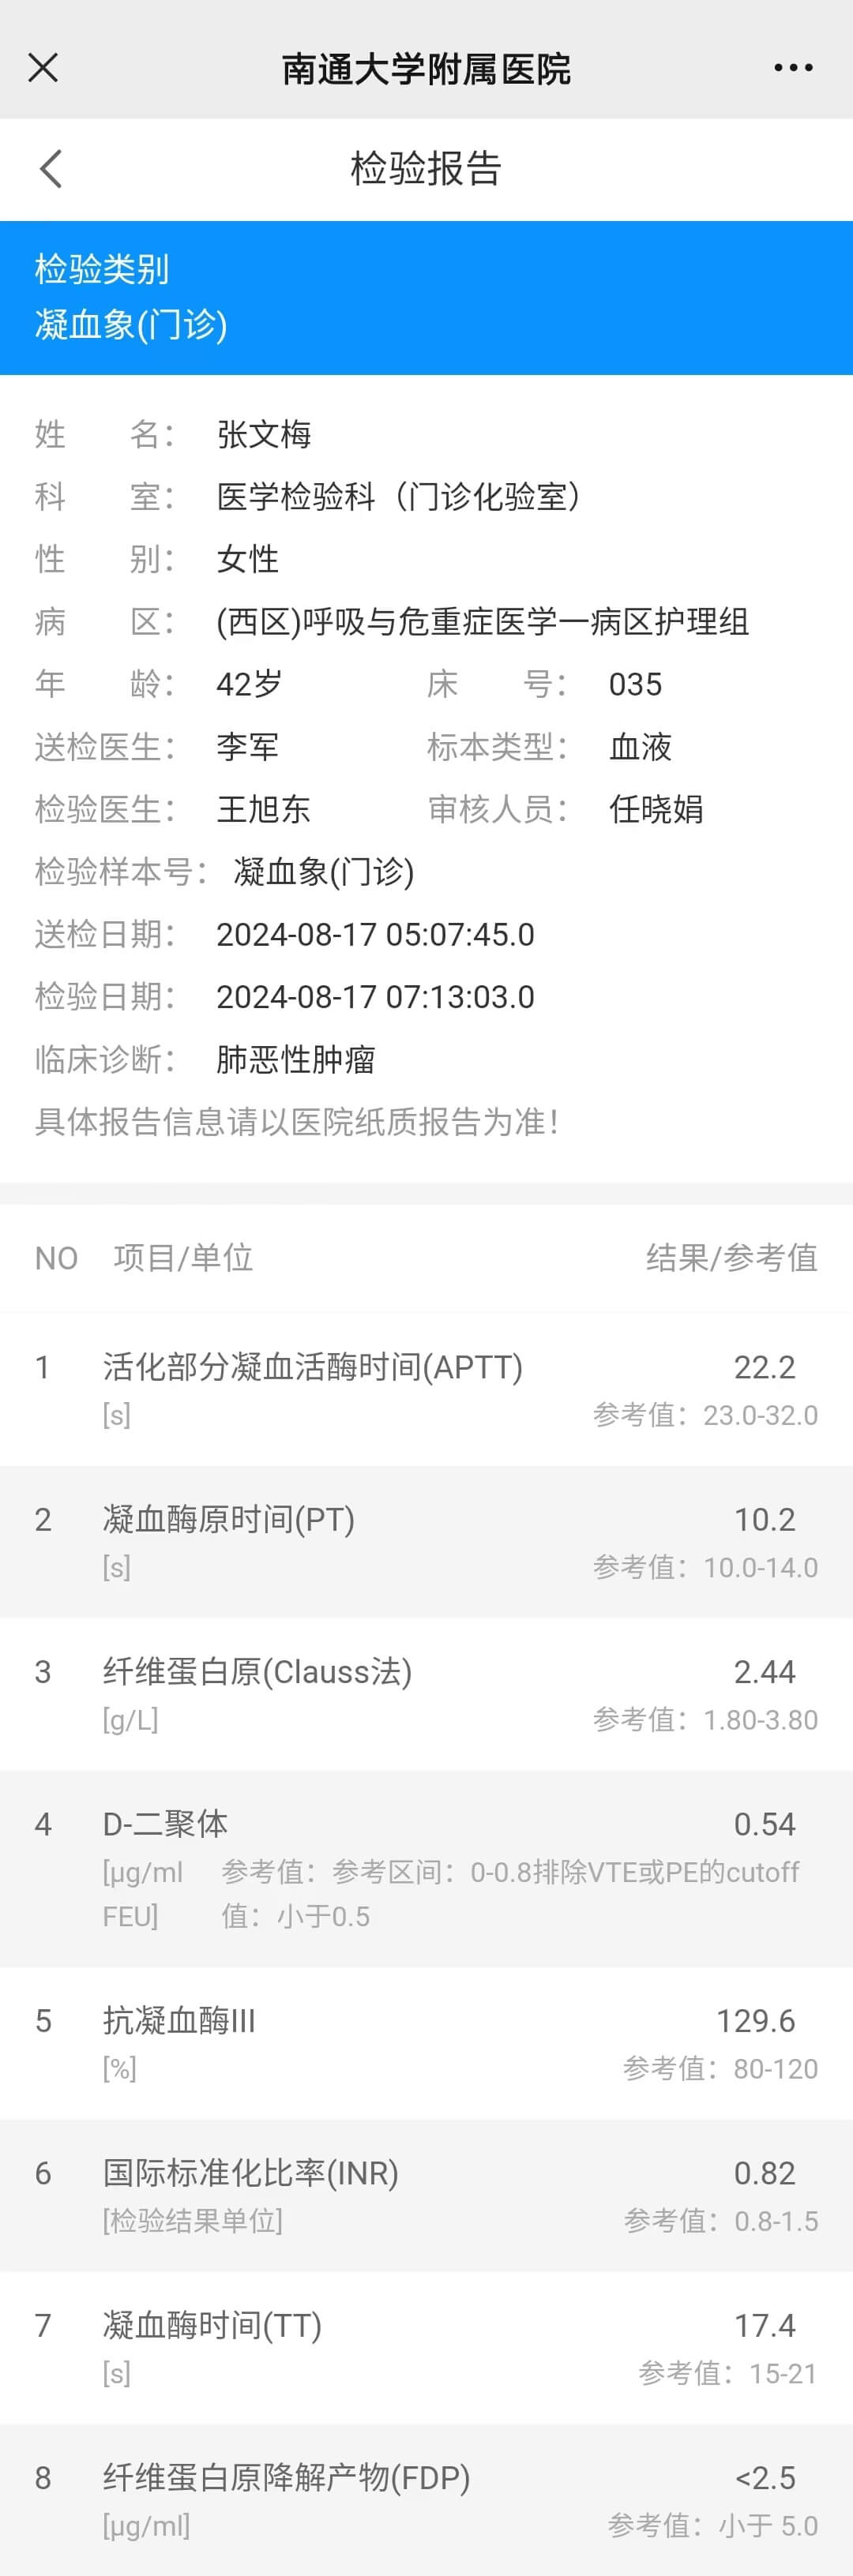 南通大学附属医院
检验报告
检验类别
凝血象(门诊)
姓 名： 张文梅
科 室： 医学检验科（门诊化验室）
性 别： 女性
病 区： (西区)呼吸与危重症医学一病区护理组
年 龄： 42岁 床 号： 035
送检医生： 李军 标本类型： 血液
检验医生： 王旭东 审核人员： 任晓娟
检验样本号： 凝血象(门诊)
送检日期： 2024-08-17 05:07:45.0
检验日期： 2024-08-17 07:13:03.0
临床诊断： 肺恶性肿瘤
具体报告信息请以医院纸质报告为准！
NO 项目/单位 结果/参考值
1 活化部分凝血活酶时间(APTT) 22.2
[s] 参考值：23.0-32.0
2 凝血酶原时间(PT) 10.2
[s] 参考值：10.0-14.0
3 纤维蛋白原(Clauss法) 2.44
[g/L] 参考值：1.80-3.80
4 D-二聚体 0.54
[μg/ml 参考值：参考区间：0-0.8排除VTE或PE的cutoff
FEU] 值：小于0.5
5 抗凝血酶III 129.6
[%] 参考值：80-120
6 国际标准化比率(INR) 0.82
[检验结果单位] 参考值：0.8-1.5
7 凝血酶时间(TT) 17.4
[s] 参考值：15-21
8 纤维蛋白原降解产物(FDP) <2.5
[μg/ml] 参考值：小于 5.0